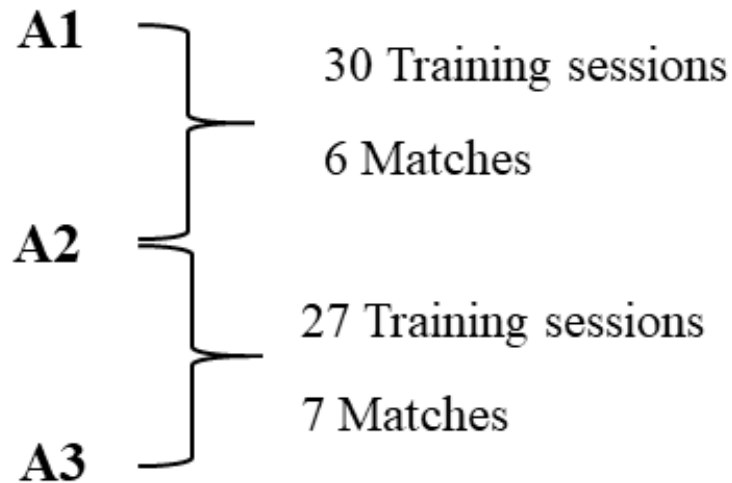 A1
30 Training sessions
6 Matches
A2
27 Training sessions
7 Matches
A3